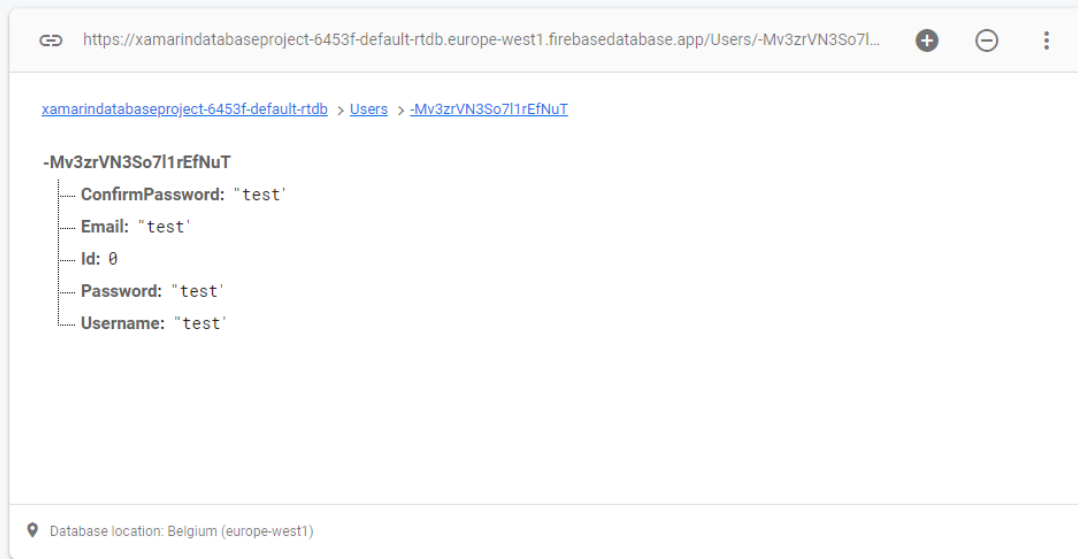 https://xamarindatabaseproject-6453f-default-rtdb.europe-west1.firebasedatabase.app/Users/-Mv3zrVN3So7l...
xamarindatabaseproject-6453f-default-rtdb > Users > -Mv3zrVN3So7l1rEfNuT
-Mv3zrVN3So7l1rEfNuT
ConfirmPassword: "test'
Email: "test'
Id: 0
Password: "test'
Username: "test'
Database location: Belgium (europe-west1)